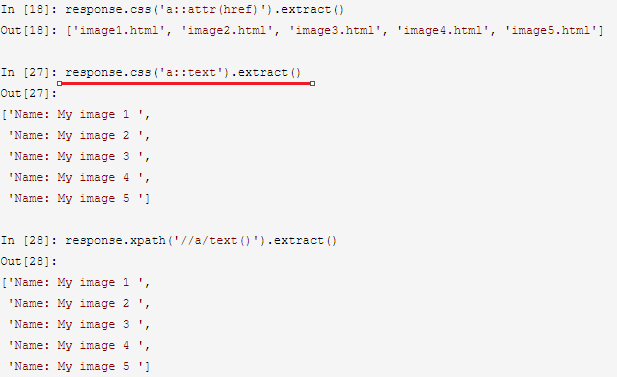 In [18]: response.css('a::attr(href)').extract()
Out[18]: ['image1.html', 'image2.html', 'image3.html', 'image4.html', 'image5.html']
In [27]: response.css('a::text').extract()
Out[27]:
['Name: My image 1 ',
 'Name: My image 2 ',
 'Name: My image 3 ',
 'Name: My image 4 ',
 'Name: My image 5 ']
In [28]: response.xpath('//a/text()').extract()
Out[28]:
['Name: My image 1 ',
 'Name: My image 2 ',
 'Name: My image 3 ',
 'Name: My image 4 ',
 'Name: My image 5 ']